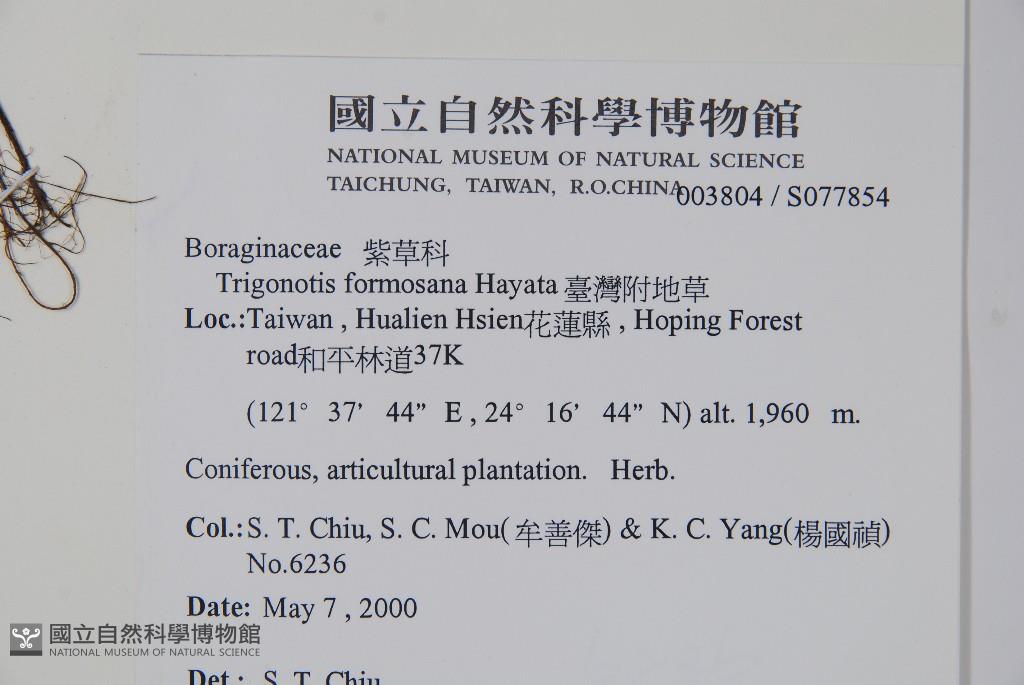 國立自然科學博物館
NATIONAL MUSEUM OF NATURAL SCIENCE
TAICHUNG, TAIWAN, R.O.CHINA
003804 / S077854
Boraginaceae 紫草科
Trigonotis formosana Hayata 臺灣附地草
Loc.:Taiwan , Hualien Hsien花蓮縣 , Hoping Forest
road和平林道37K
(121° 37’ 44” E , 24° 16’ 44” N) alt. 1,960 m.
Coniferous, articultural plantation. Herb.
Col.:S. T. Chiu, S. C. Mou( 牟善傑) & K. C. Yang(楊國禎)
No.6236
Date: May 7 , 2000
Det.: S. T. Chiu
國立自然科學博物館
NATIONAL MUSEUM OF NATURAL SCIENCE